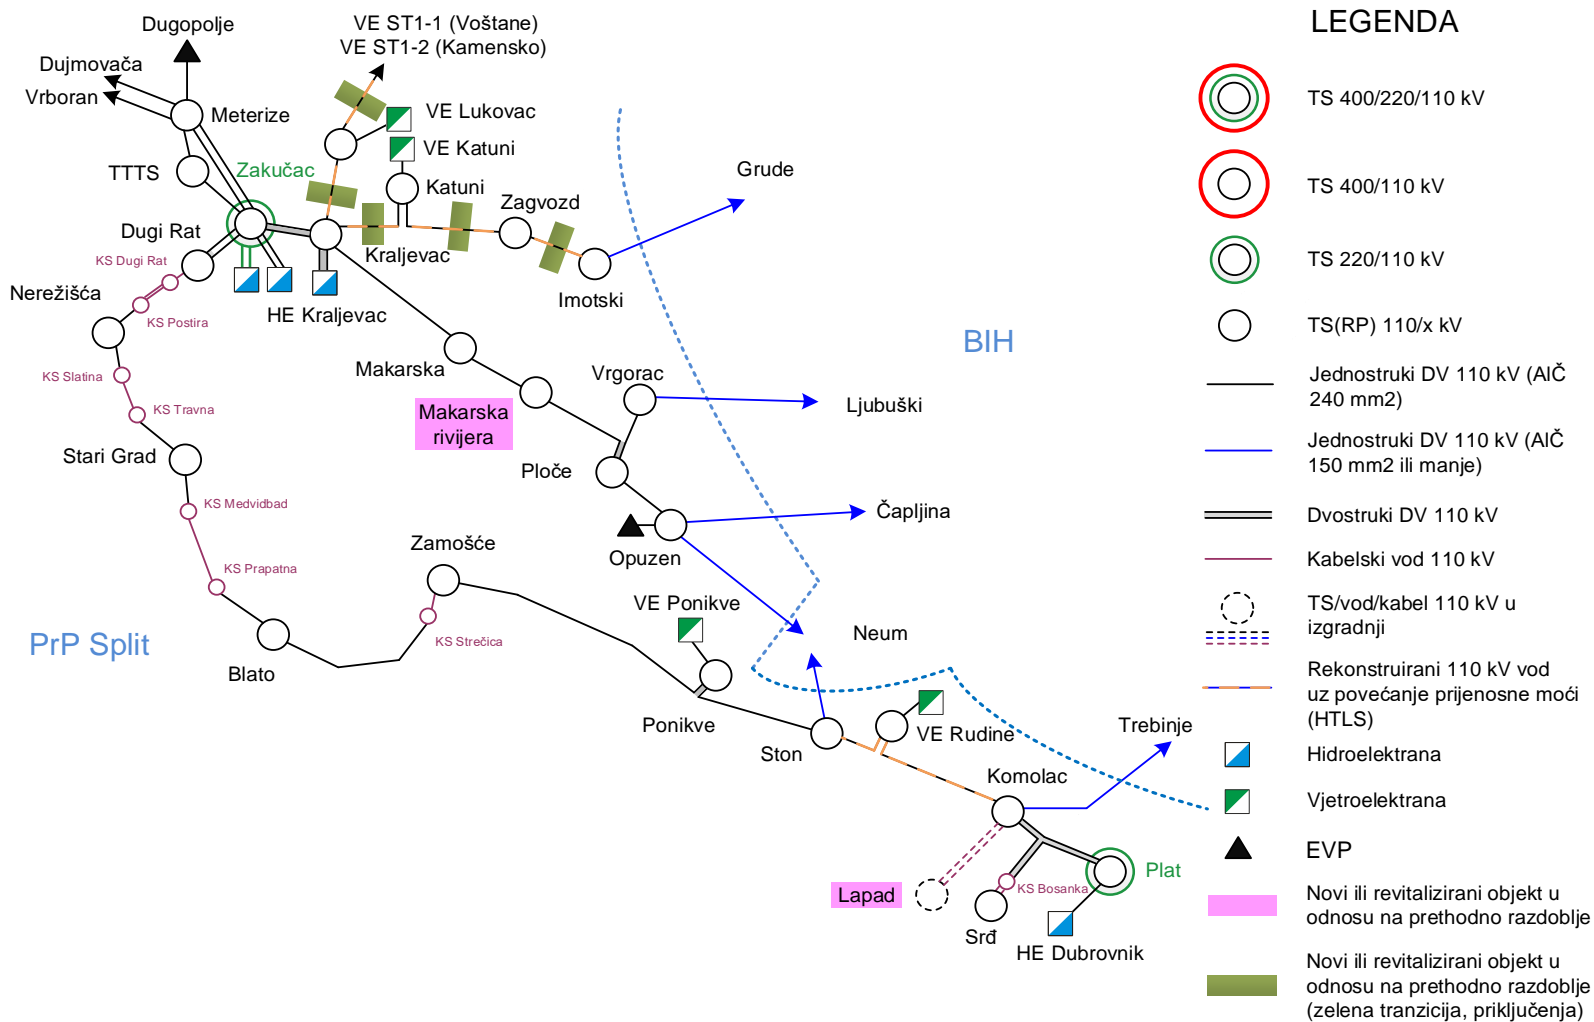 Dugopolje
Dujmovača
Vrboran
Meterize
TTTS
Zakučac
VE ST1-1 (Voštane)
VE ST1-2 (Kamensko)
VE Lukovac
VE Katuni
Katuni
Zagvozd
Grude
Dugi Rat
KS Dugi Rat
Kraljevac
Nerežišća
KS Postira
HE Kraljevac
Imotski
BIH
Makarska
KS Slatina
KS Travna
Makarska
rivijera
Vrgorac
Ljubuški
Stari Grad
Ploče
KS Medvidbad
Čapljina
Zamošće
Opuzen
KS Prapatna
VE Ponikve
Neum
KS Strečica
PrP Split
Blato
Ponikve
Ston
VE Rudine
Trebinje
Komolac
Plat
Lapad
KS Bosanka
Srđ
HE Dubrovnik
LEGENDA
TS 400/220/110 kV
TS 400/110 kV
TS 220/110 kV
TS(RP) 110/x kV
Jednostruki DV 110 kV (AlČ
240 mm2)
Jednostruki DV 110 kV (AlČ
150 mm2 ili manje)
Dvostruki DV 110 kV
Kabelski vod 110 kV
TS/vod/kabel 110 kV u
izgradnji
Rekonstruirani 110 kV vod
uz povećanje prijenosne moći
(HTLS)
Hidroelektrana
Vjetroelektrana
EVP
Novi ili revitalizirani objekt u
odnosu na prethodno razdoblje
Novi ili revitalizirani objekt u
odnosu na prethodno razdoblje
(zelena tranzicija, priključenja)